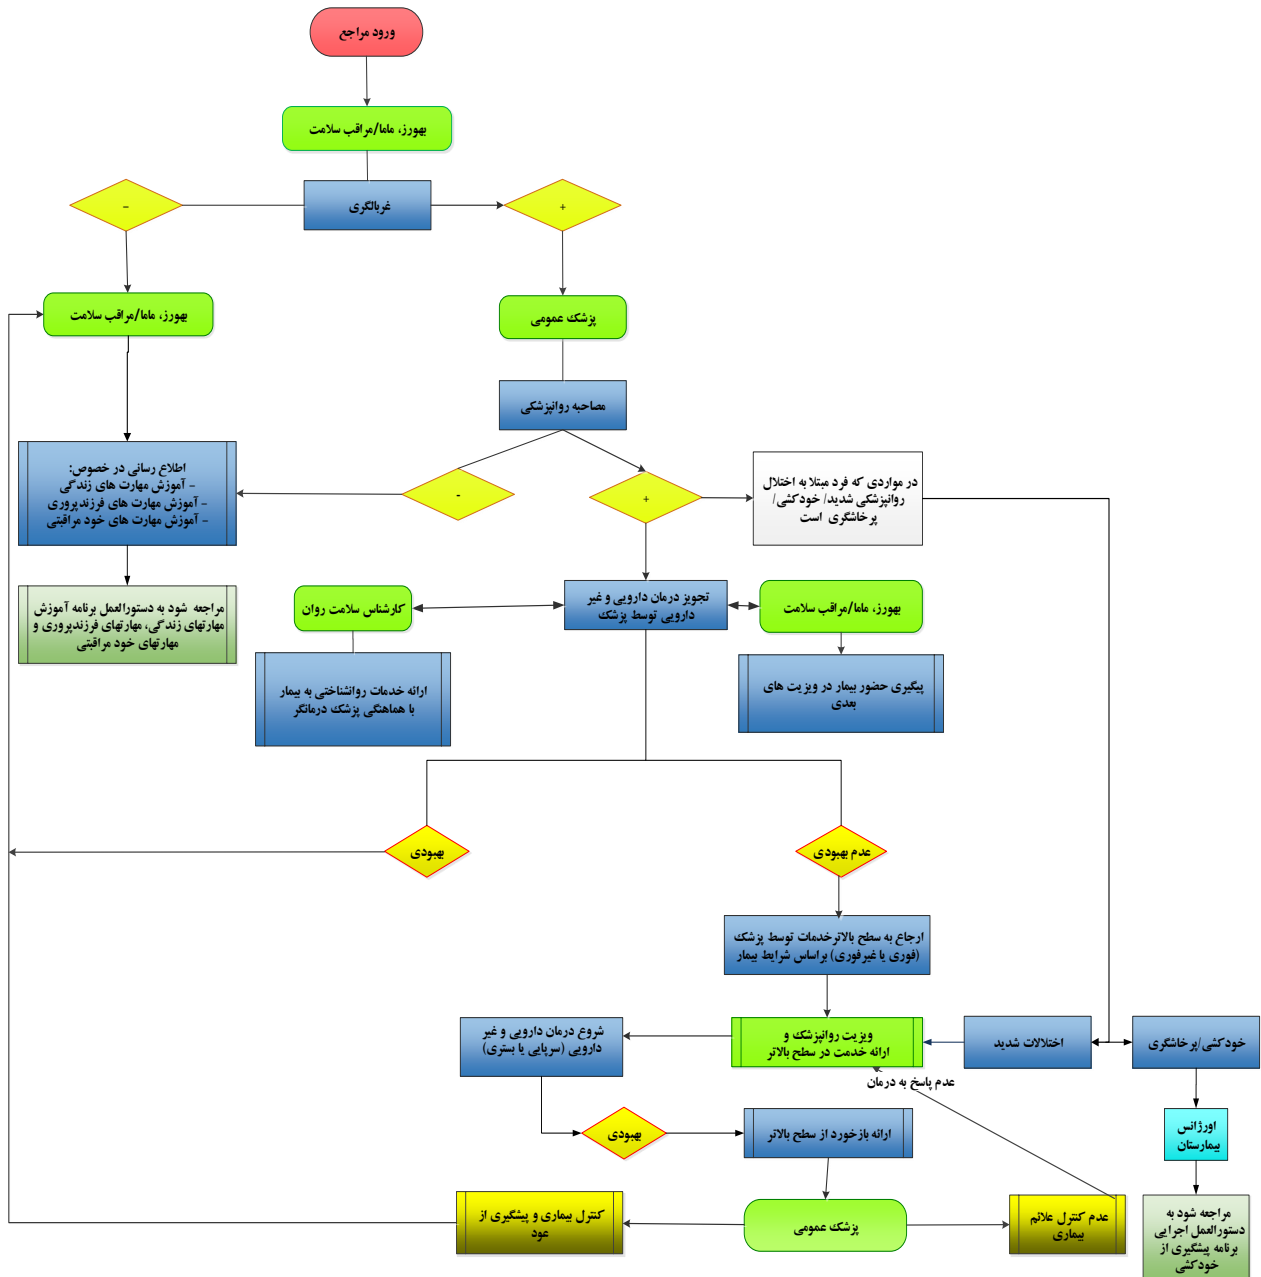 ورود مراجع
بهورز، ماما/مراقب سلامت
-
غربالگری
+
بهورز، ماما/مراقب سلامت
پزشک عمومی
مصاحبه روانپزشکی
اطلاع رسانی در خصوص:
- آموزش مهارت های زندگی
- آموزش مهارت های فرزندپروری
- آموزش مهارت های خود مراقبتی
-
+
در مواردی که فرد مبتلا به اختلال
روانپزشکی شدید/ خودکشی/
پرخاشگری است
مراجعه شود به دستورالعمل برنامه آموزش
مهارتهای زندگی، مهارتهای فرزندپروری و
مهارتهای خود مراقبتی
کارشناس سلامت روان
تجویز درمان دارویی و غیر
دارویی توسط پزشک
بهورز، ماما/مراقب سلامت
ارائه خدمات روانشناختی به بیمار
با هماهنگی پزشک درمانگر
پیگیری حضور بیمار در ویزیت های
بعدی
بهبودی
عدم بهبودی
ارجاع به سطح بالاترخدمات توسط پزشک
(فوری یا غیرفوری) براساس شرایط بیمار
شروع درمان دارویی و غیر
دارویی (سرپایی یا بستری)
ویزیت روانپزشک و
ارائه خدمت در سطح بالاتر
اختلالات شدید
خودکشی/پرخاشگری
عدم پاسخ به درمان
بهبودی
ارائه بازخورد از سطح بالاتر
اورژانس
بیمارستان
کنترل بیماری و پیشگیری از
عود
پزشک عمومی
عدم کنترل علائم
بیماری
مراجعه شود به
دستورالعمل اجرایی
برنامه پیشگیری از
خودکشی